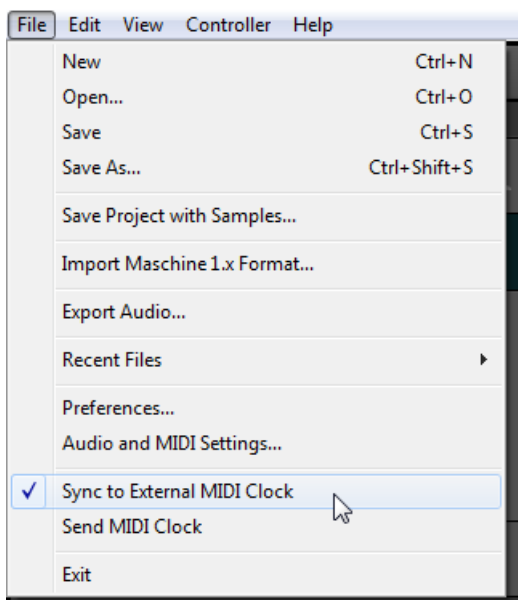 File Edit View Controller Help
New Ctrl+N
Open... Ctrl+O
Save Ctrl+S
Save As... Ctrl+Shift+S
Save Project with Samples...
Import Maschine 1.x Format...
Export Audio...
Recent Files
Preferences...
Audio and MIDI Settings...
Sync to External MIDI Clock
Send MIDI Clock
Exit